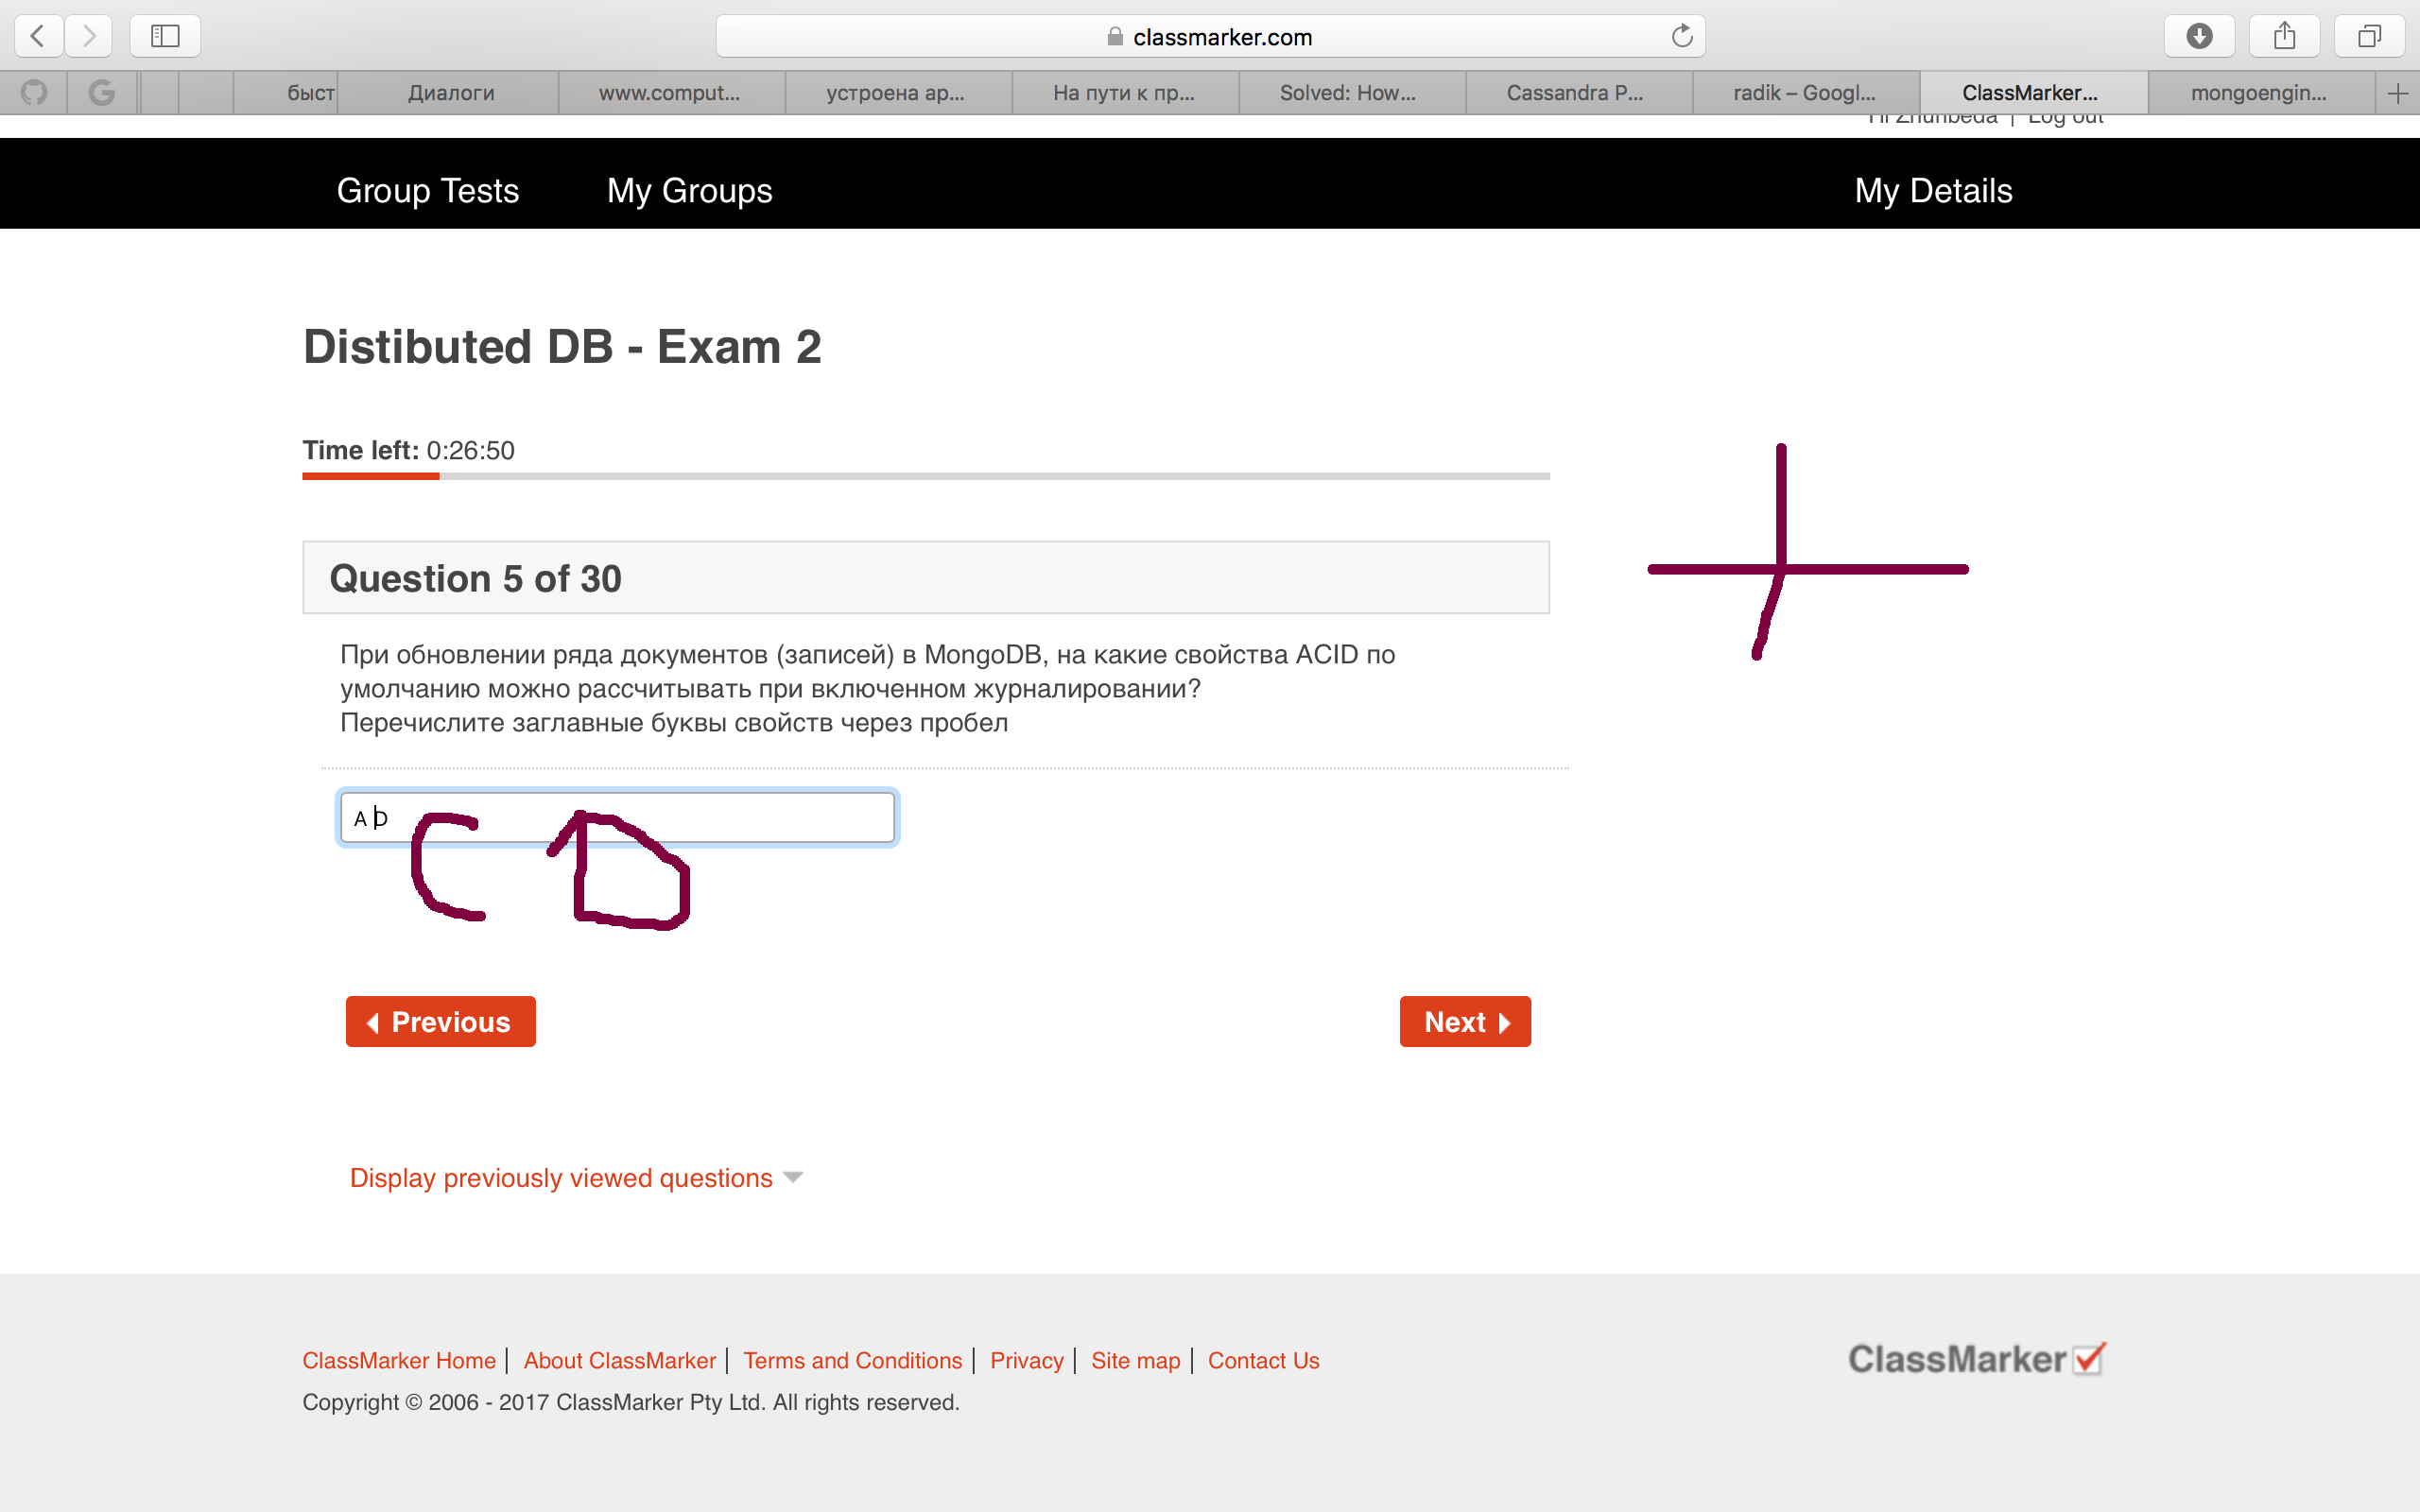 classmarker.com
быст Диалоги www.comput... устроена ар... На пути к пр... Solved: How... Cassandra P... radik – Googl... ClassMarker... mongoengin...
Hi Zhunbeda | Log out
Group Tests My Groups My Details
Distibuted DB - Exam 2
Time left: 0:26:50
Question 5 of 30
При обновлении ряда документов (записей) в MongoDB, на какие свойства ACID по
умолчанию можно рассчитывать при включенном журналировании?
Перечислите заглавные буквы свойств через пробел
A D
C D
Previous Next
Display previously viewed questions
ClassMarker Home | About ClassMarker | Terms and Conditions | Privacy | Site map | Contact Us
ClassMarker
Copyright © 2006 - 2017 ClassMarker Pty Ltd. All rights reserved.